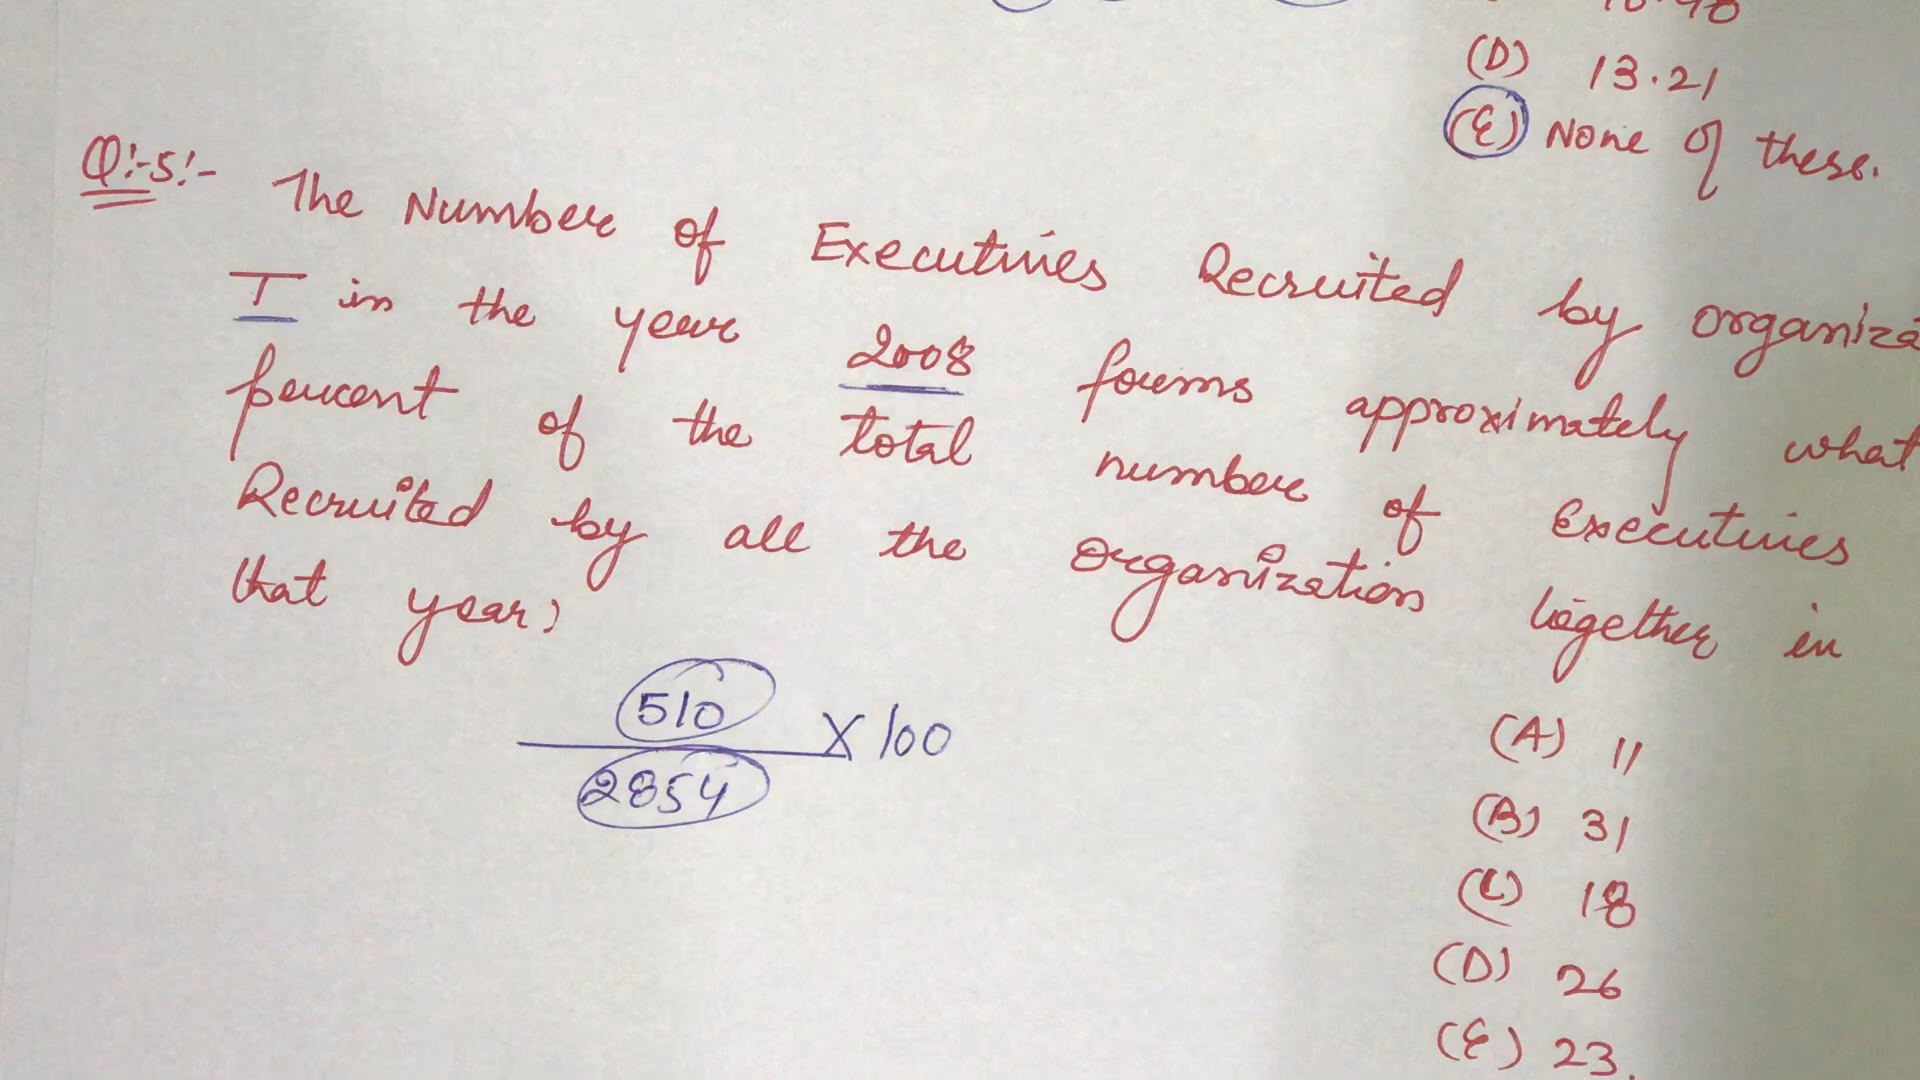 (D) 13.21
(E) None of these.
Q:-5:- The Number of Executives Recruited by organiza
I in the year 2008 forms approximately what
percent of the total number of Executives
Recruited by all the organization together in
that year?
510
2854
X 100
(A) 11
(B) 31
(C) 18
(D) 26
(E) 23.